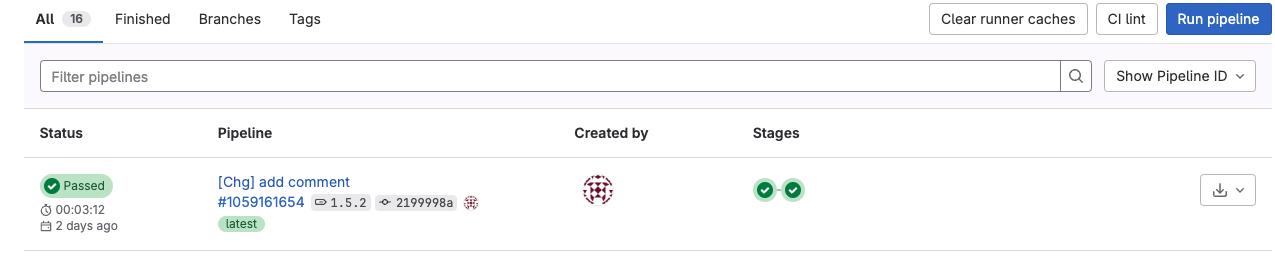 All 16 Finished Branches Tags Clear runner caches CI lint Run pipeline
Filter pipelines Show Pipeline ID
Status Pipeline Created by Stages
Passed
00:03:12
2 days ago
[Chg] add comment
#1059161654 1.5.2 2199998a
latest